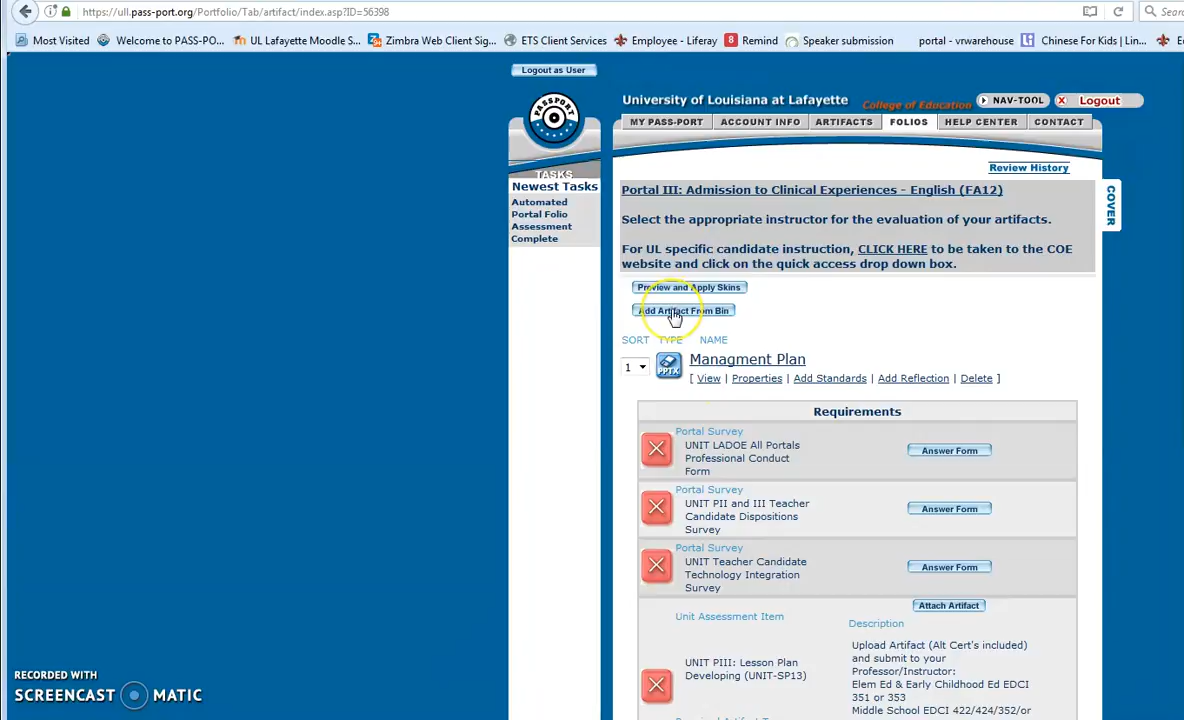 https://ull.pass-port.org/Portfolio/Tab/artifact/index.asp?ID=56398
Sear
Most Visited
Welcome to PASS-PO...
UL Lafayette Moodle S...
Zimbra Web Client Sig...
ETS Client Services
Employee - Liferay
8 Remind
Speaker submission
portal - vrwarehouse
Chinese For Kids | Lin...
Logout as User
PASSPORT
University of Louisiana at Lafayette
College of Education
NAV-TOOL
X Logout
MY PASS-PORT
ACCOUNT INFO
ARTIFACTS
FOLIOS
HELP CENTER
CONTACT
TASKS
Newest Tasks
Automated
Portal Folio
Assessment
Complete
Review History
COVER
Portal III: Admission to Clinical Experiences - English (FA12)
Select the appropriate instructor for the evaluation of your artifacts.
For UL specific candidate instruction, CLICK HERE to be taken to the COE
website and click on the quick access drop down box.
Preview and Apply Skins
Add Artifact From Bin
SORT TYPE NAME
1
PPTX
Managment Plan
[ View | Properties | Add Standards | Add Reflection | Delete ]
Requirements
Portal Survey
UNIT LADOE All Portals
Professional Conduct
Form
Answer Form
Portal Survey
UNIT PII and III Teacher
Candidate Dispositions
Survey
Answer Form
Portal Survey
UNIT Teacher Candidate
Technology Integration
Survey
Answer Form
Attach Artifact
Unit Assessment Item
Description
UNIT PIII: Lesson Plan
Developing (UNIT-SP13)
Upload Artifact (Alt Cert's included)
and submit to your
Professor/Instructor:
Elem Ed & Early Childhood Ed EDCI
351 or 353
Middle School EDCI 422/424/352/or
RECORDED WITH
SCREENCAST MATIC